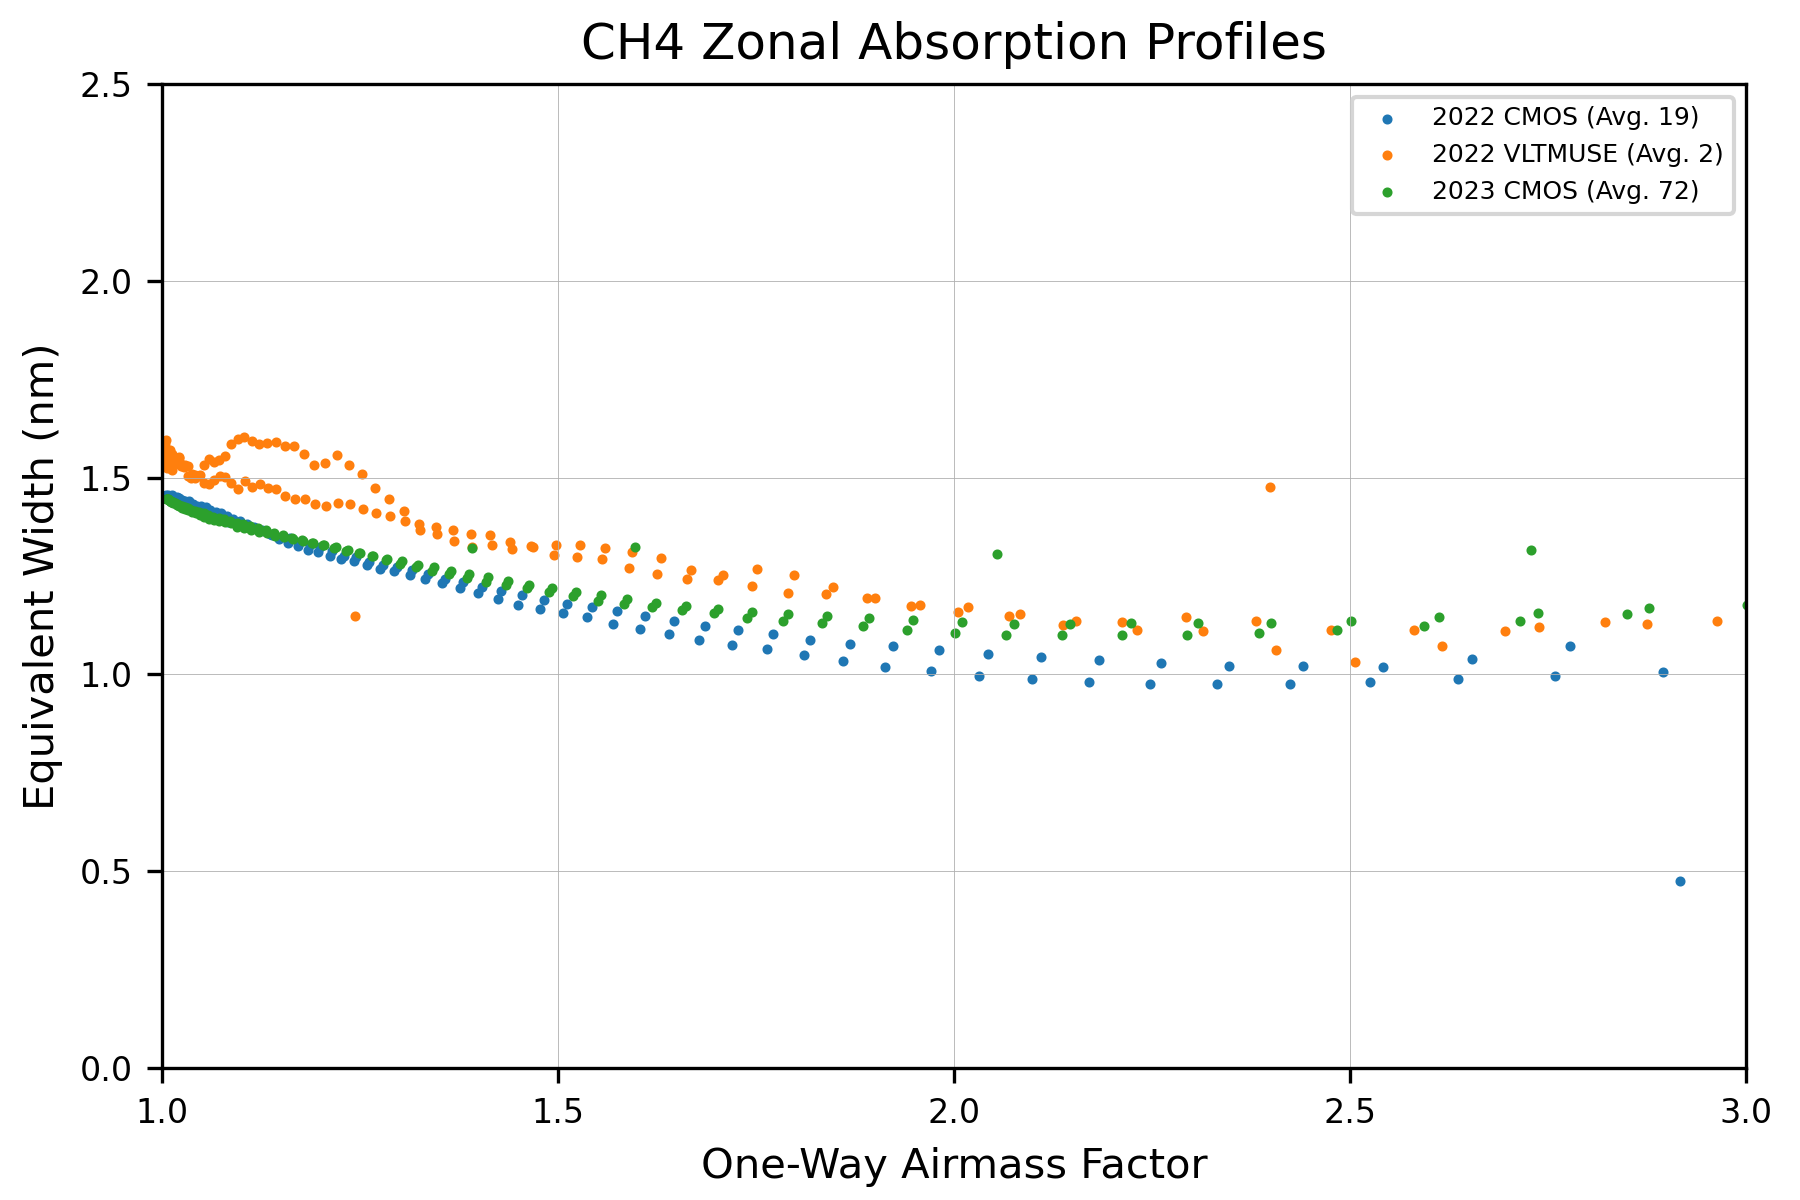 CH4 Zonal Absorption Profiles
2.5
2.0
1.5
1.0
0.5
0.0
Equivalent Width (nm)
2022 CMOS (Avg. 19)
2022 VLTMUSE (Avg. 2)
2023 CMOS (Avg. 72)
1.0 1.5 2.0 2.5 3.0
One-Way Airmass Factor